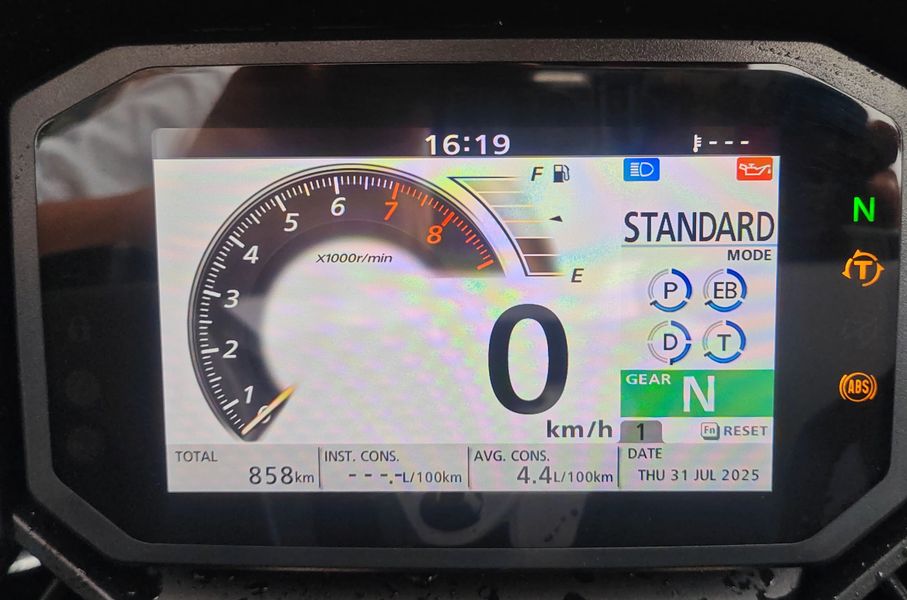 16:19
---
F
STANDARD
MODE
N
T
P EB
D T
E
8
7
6
5
4
3
2
1
0
X1000r/min
0
km/h
GEAR N
1 Fn RESET
ABS
TOTAL
858km
INST. CONS.
---.-L/100km
AVG. CONS.
4.4L/100km
DATE
THU 31 JUL 2025